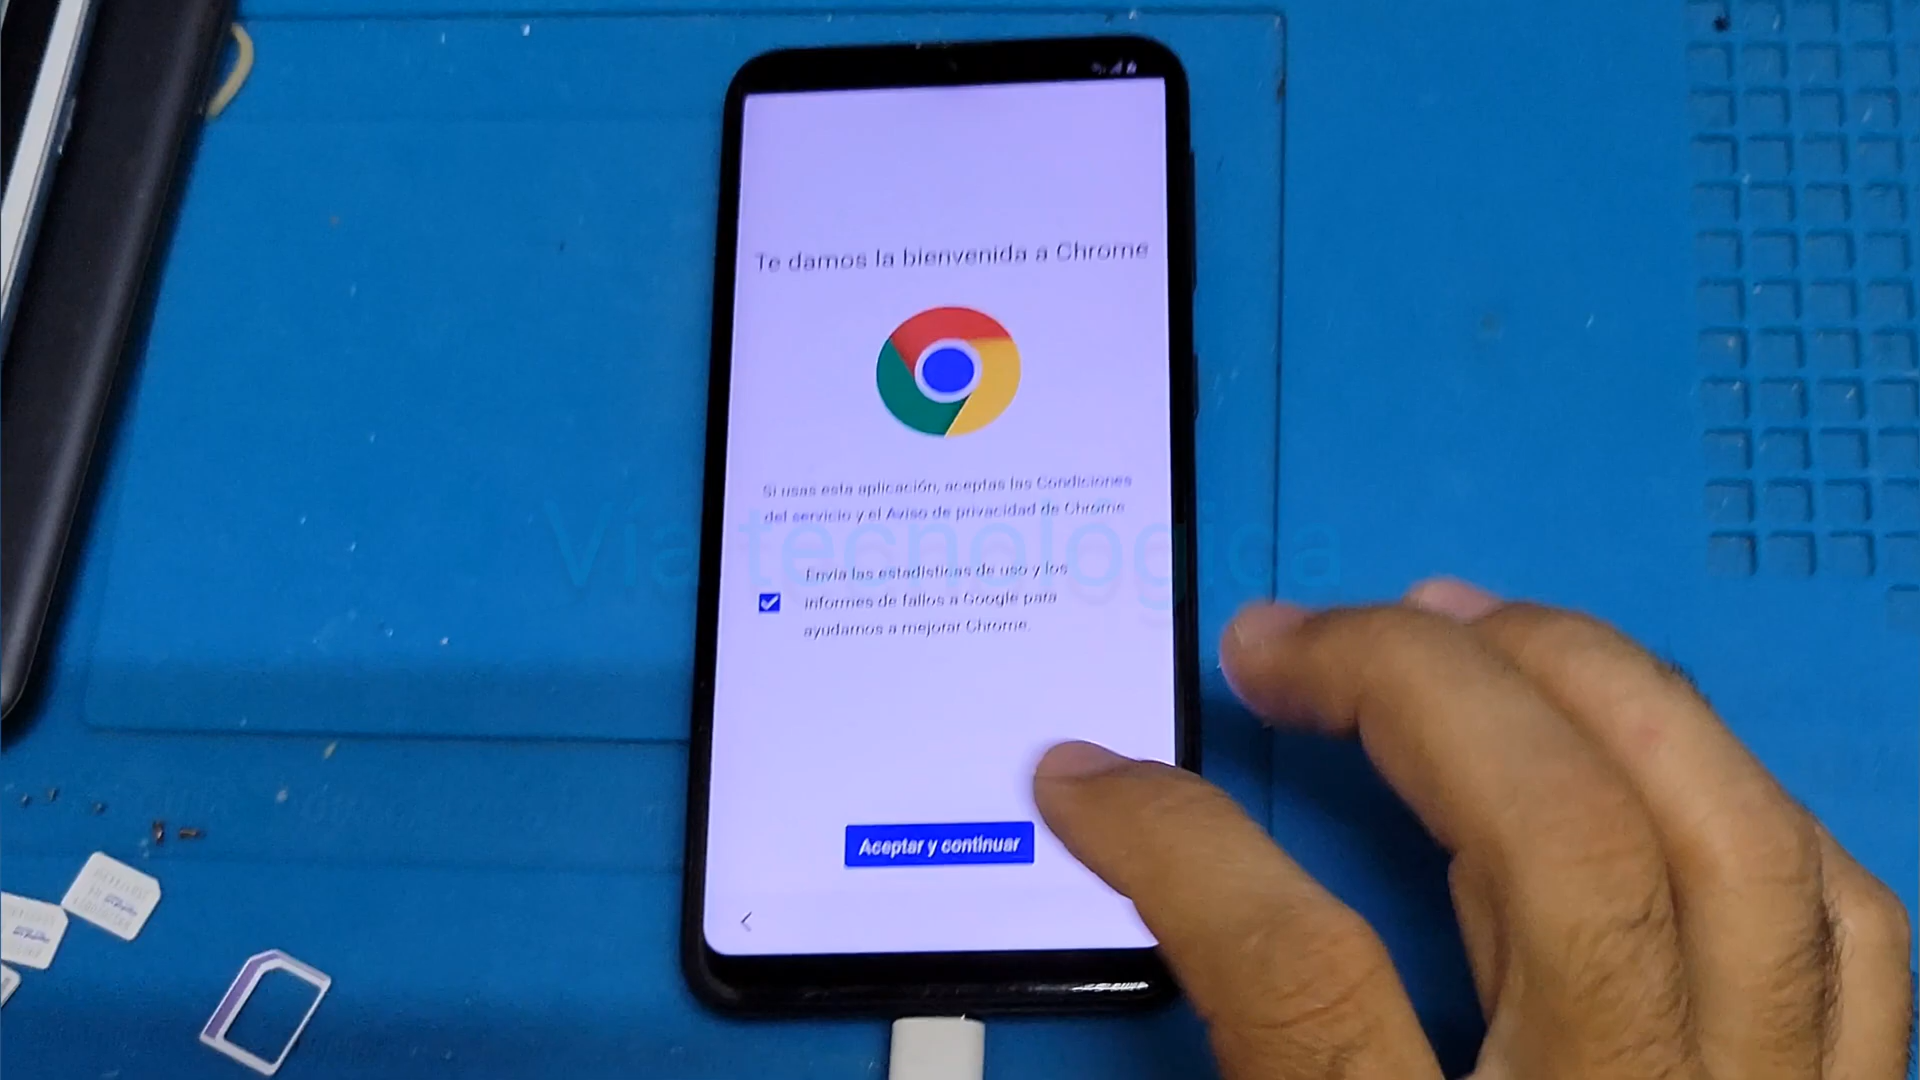 Te damos la bienvenida a Chrome
Si usas esta aplicación, aceptas las Condiciones
del servicio y el Aviso de privacidad de Chrome
Vía tecnológica
Envía las estadísticas de uso y los
informes de fallos a Google para
ayudarnos a mejorar Chrome.
Aceptar y continuar